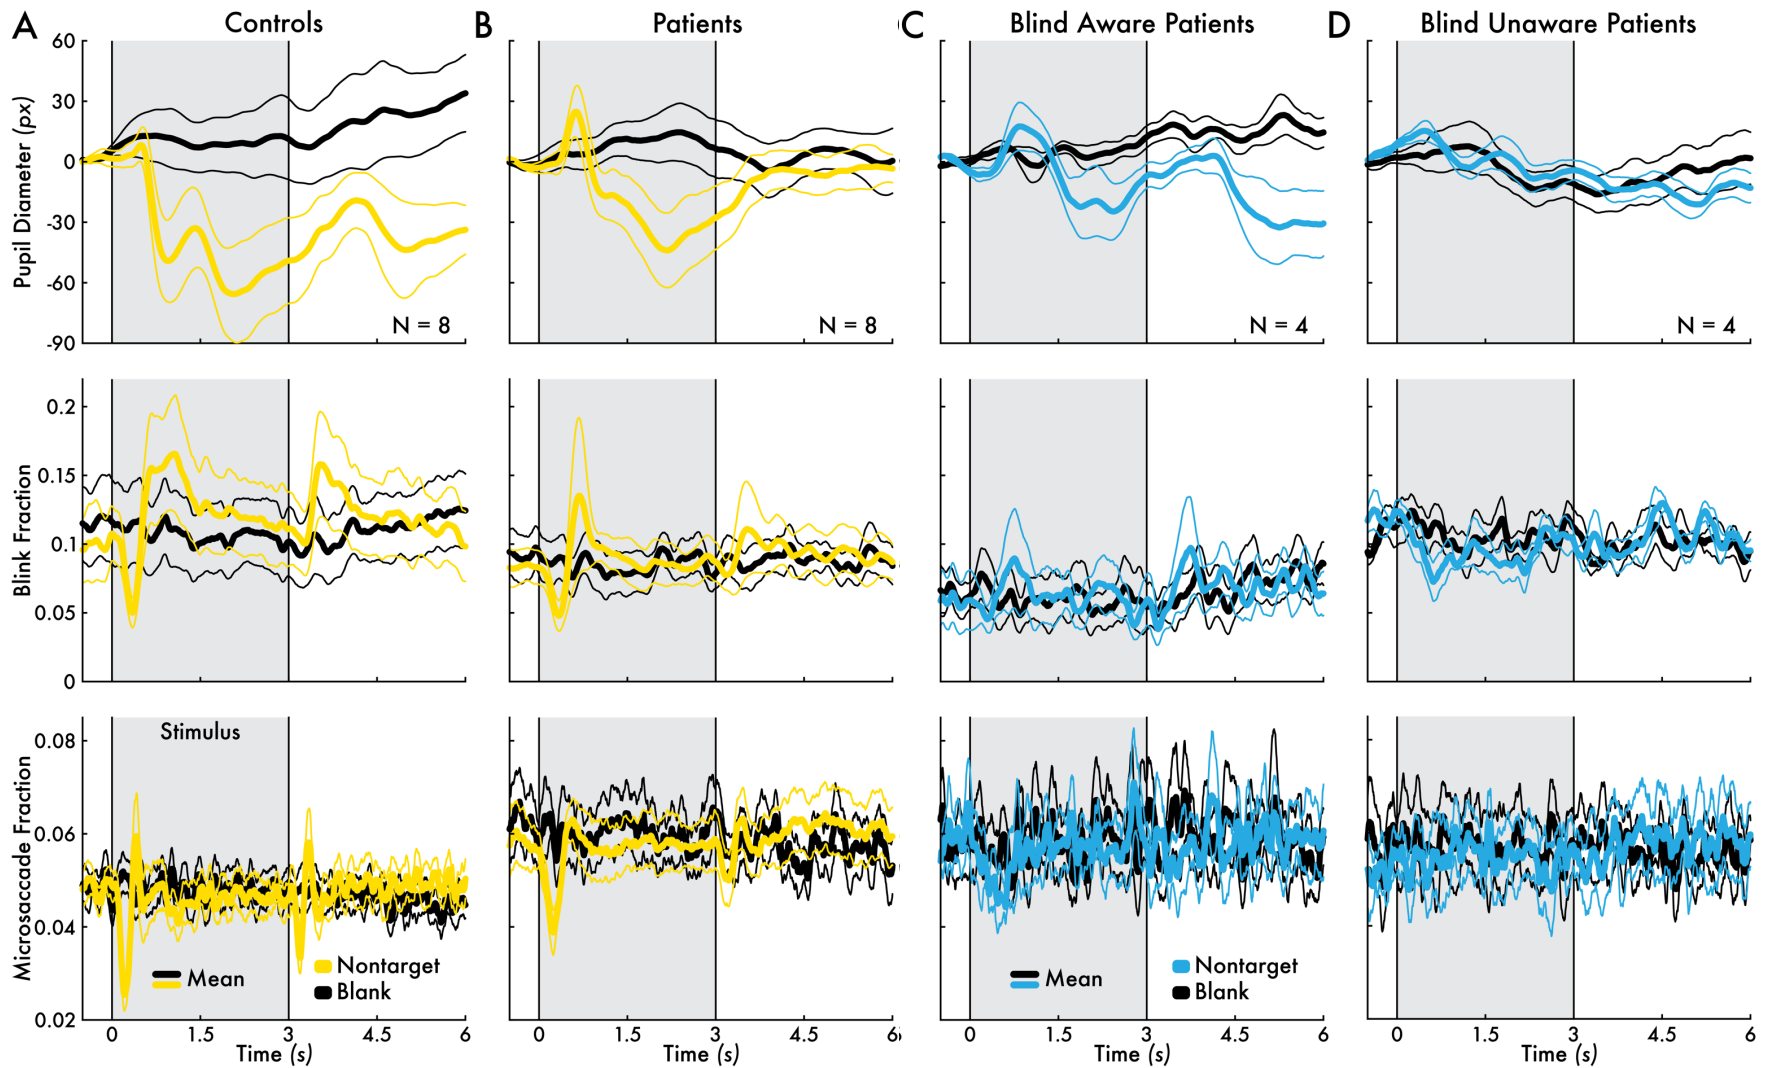 A Controls B Patients C Blind Aware Patients D Blind Unaware Patients
Pupil Diameter (px)
60
30
0
-30
-60
-90
N = 8
N = 8
N = 4
N = 4
Blink Fraction
0.2
0.15
0.1
0.05
0
Microsaccade Fraction
0.08
0.06
0.04
0.02
Stimulus
Mean
Nontarget
Blank
Mean
Nontarget
Blank
0 1.5 3 4.5 6 0 1.5 3 4.5 6 0 1.5 3 4.5 6 0 1.5 3 4.5 6
Time (s) Time (s) Time (s) Time (s)